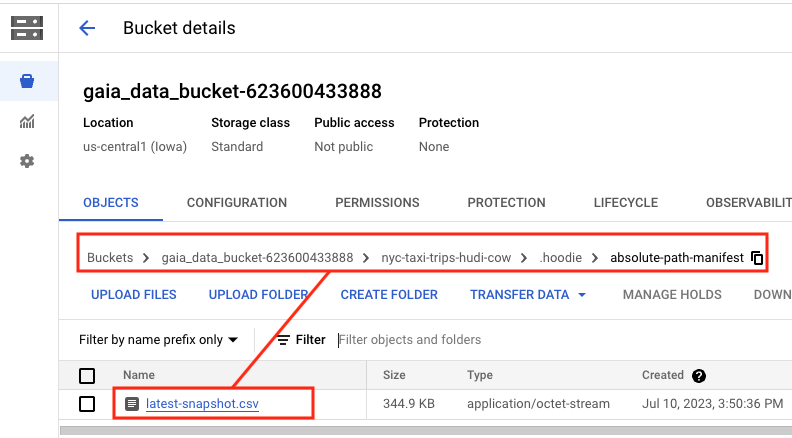 Bucket details
gaia_data_bucket-623600433888
Location Storage class Public access Protection
us-central1 (Iowa) Standard Not public None
OBJECTS CONFIGURATION PERMISSIONS PROTECTION LIFECYCLE OBSERVABILIT
Buckets > gaia_data_bucket-623600433888 > nyc-taxi-trips-hudi-cow > .hoodie > absolute-path-manifest
UPLOAD FILES UPLOAD FOLDER CREATE FOLDER TRANSFER DATA MANAGE HOLDS DOWN
Filter by name prefix only Filter Filter objects and folders
Name Size Type Created
latest-snapshot.csv 344.9 KB application/octet-stream Jul 10, 2023, 3:50:36 PM